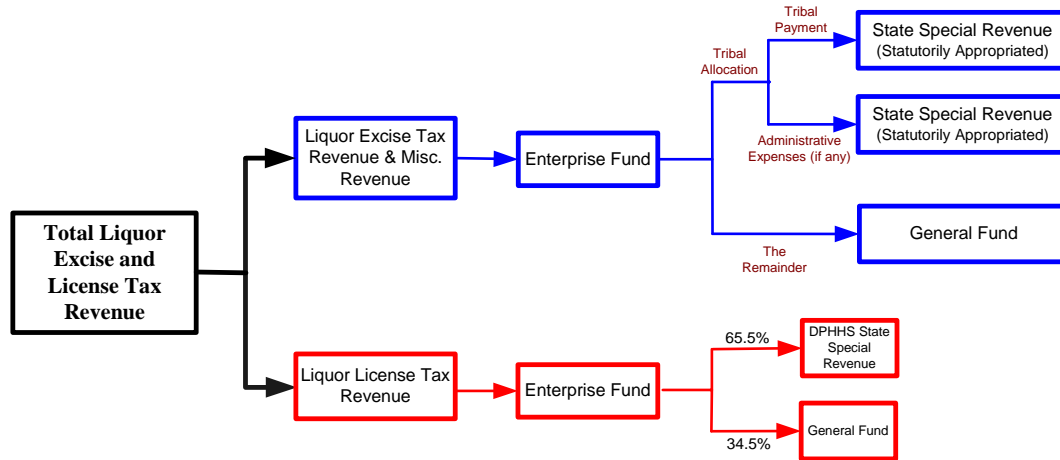 Tribal
Payment
State Special Revenue
(Statutorily Appropriated)
Tribal
Allocation
State Special Revenue
(Statutorily Appropriated)
Administrative
Expenses (if any)
Liquor Excise Tax
Revenue & Misc.
Revenue
Enterprise Fund
General Fund
The
Remainder
Total Liquor
Excise and
License Tax
Revenue
Liquor License Tax
Revenue
Enterprise Fund
65.5%
DPHHS State
Special
Revenue
34.5%
General Fund